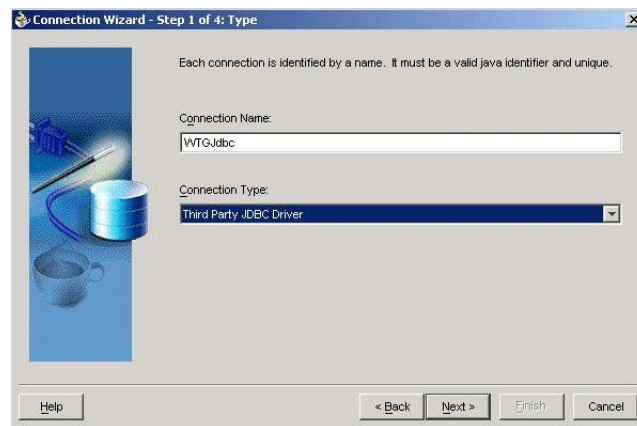 Connection Wizard - Step 1 of 4: Type
Each connection is identified by a name. It must be a valid java identifier and unique.
Connection Name:
WTGJdbc
Connection Type:
Third Party JDBC Driver
Help
< Back
Next >
Finish
Cancel